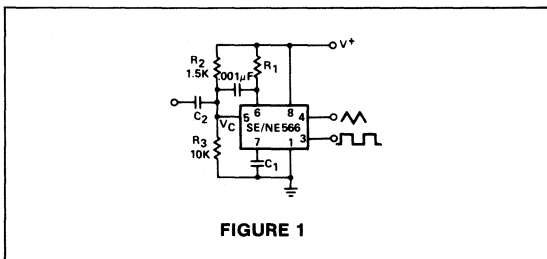 V+
R2
1.5K
.001µF
R1
C2
VC
5
6
8
SE/NE566
4
3
7
1
R3
10K
C1
FIGURE 1